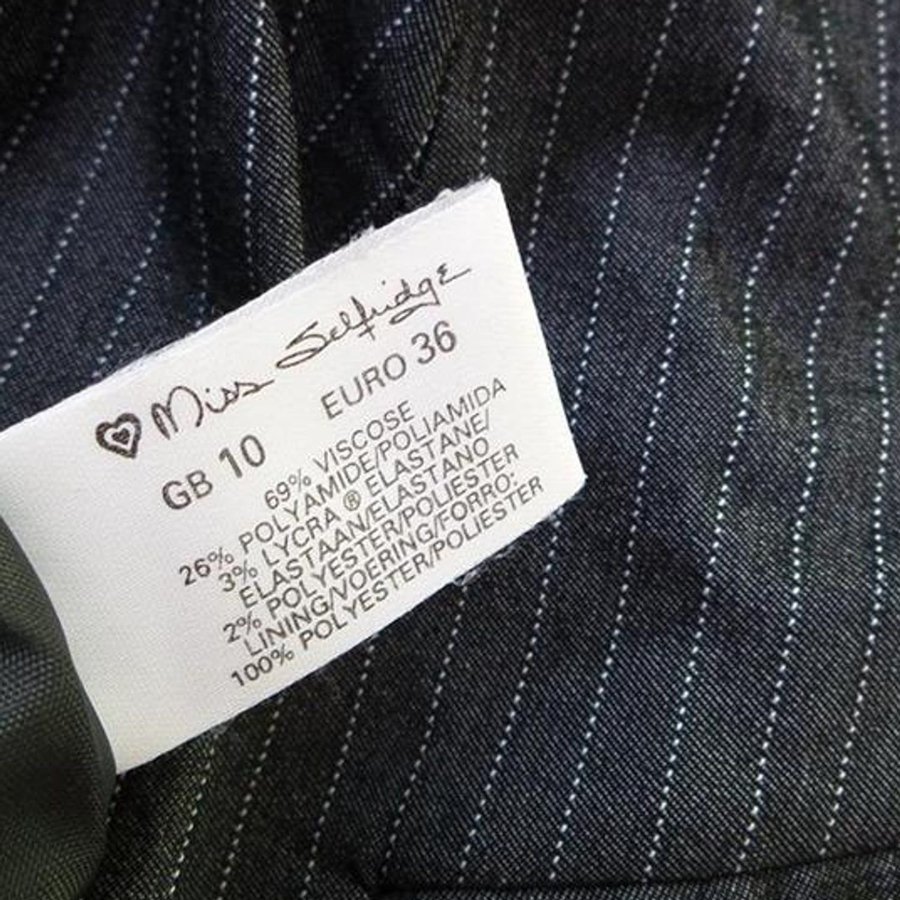 Miss Selfridge
GB 10 EURO 36
69% VISCOSE
26% POLYAMIDE/POLIAMIDA
3% LYCRA ® ELASTANE/
ELASTAAN/ELASTANO
2% POLYESTER/POLIESTER
LINING/VOERING/FORRO:
100% POLYESTER/POLIESTER